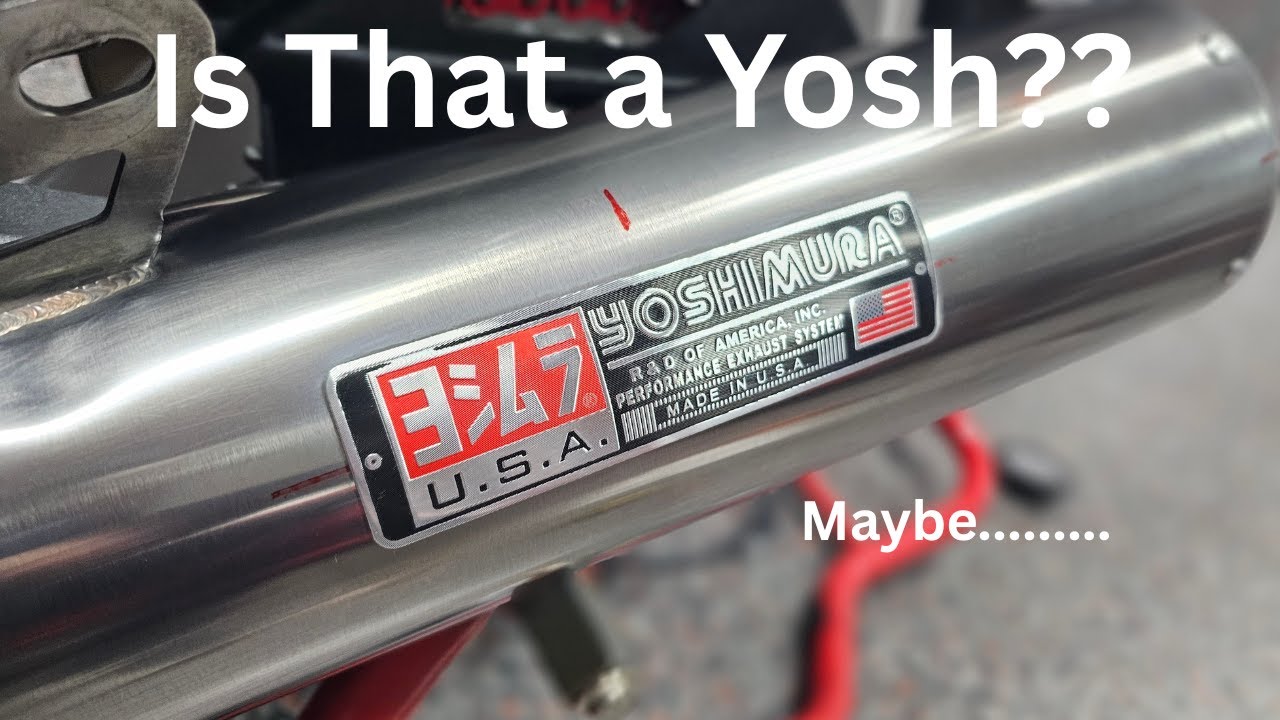 Is That a Yosh??
YOSHIMURA®
R & D OF AMERICA, INC.
PERFORMANCE EXHAUST SYSTEM
MADE IN U.S.A.
ヨシムラ®
U.S.A.
Maybe.........